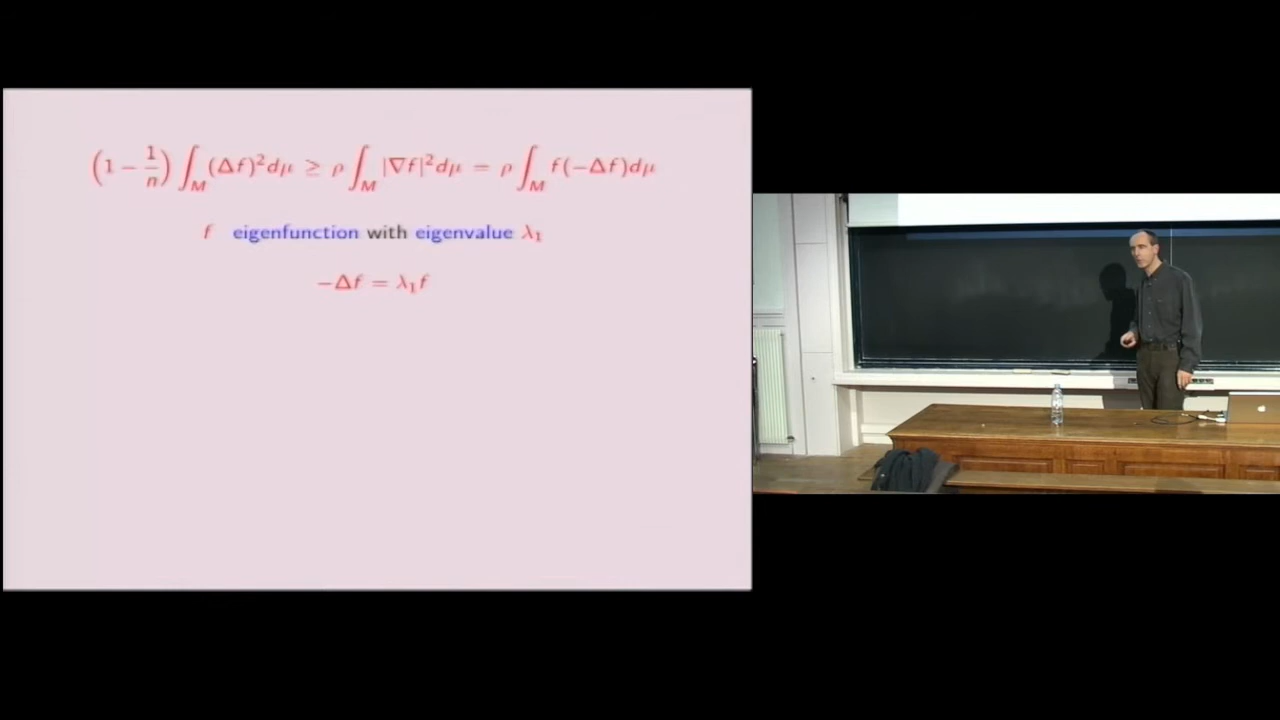 (1 − 1/n) ∫_M (Δf)² dμ ≥ ρ ∫_M |∇f|² dμ = ρ ∫_M f(−Δf) dμ
f eigenfunction with eigenvalue λ₁
−Δf = λ₁f